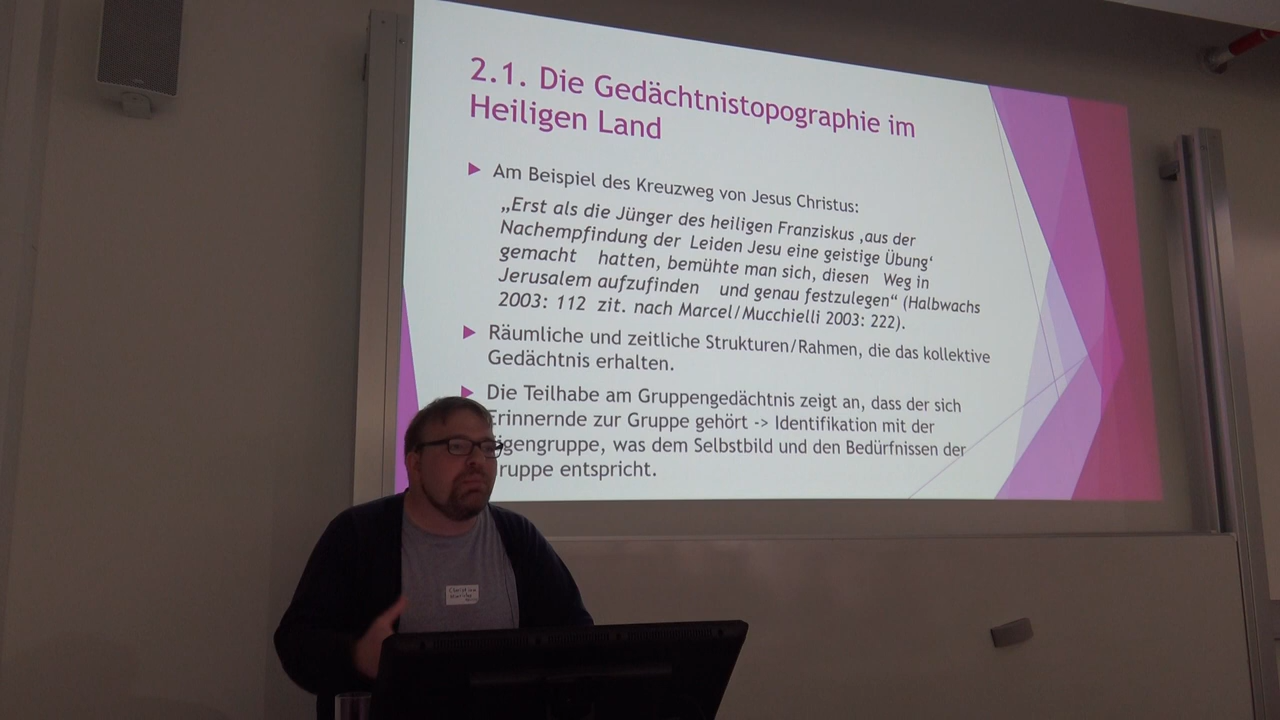 2.1. Die Gedächtnistopographie im
Heiligen Land
Am Beispiel des Kreuzweg von Jesus Christus:
„Erst als die Jünger des heiligen Franziskus ‚aus der
Nachempfindung der Leiden Jesu eine geistige Übung‘
gemacht hatten, bemühte man sich, diesen Weg in
Jerusalem aufzufinden und genau festzulegen“ (Halbwachs
2003: 112 zit. nach Marcel/Mucchielli 2003: 222).
Räumliche und zeitliche Strukturen/Rahmen, die das kollektive
Gedächtnis erhalten.
Die Teilhabe am Gruppengedächtnis zeigt an, dass der sich
Erinnernde zur Gruppe gehört -> Identifikation mit der
igengruppe, was dem Selbstbild und den Bedürfnissen der
ruppe entspricht.